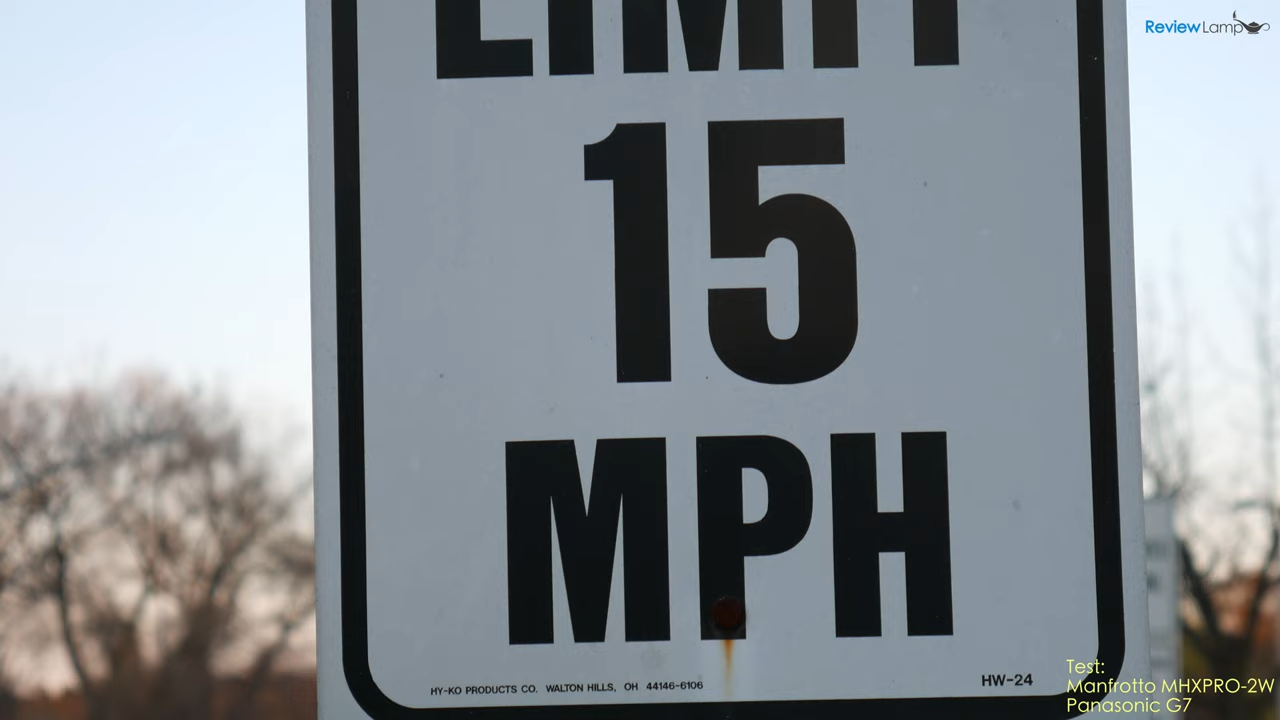 ReviewLamp
LIMIT
15
MPH
HY-KO PRODUCTS CO. WALTON HILLS, OH 44146-6106
HW-24
Test:
Manfrotto MHXPRO-2W
Panasonic G7